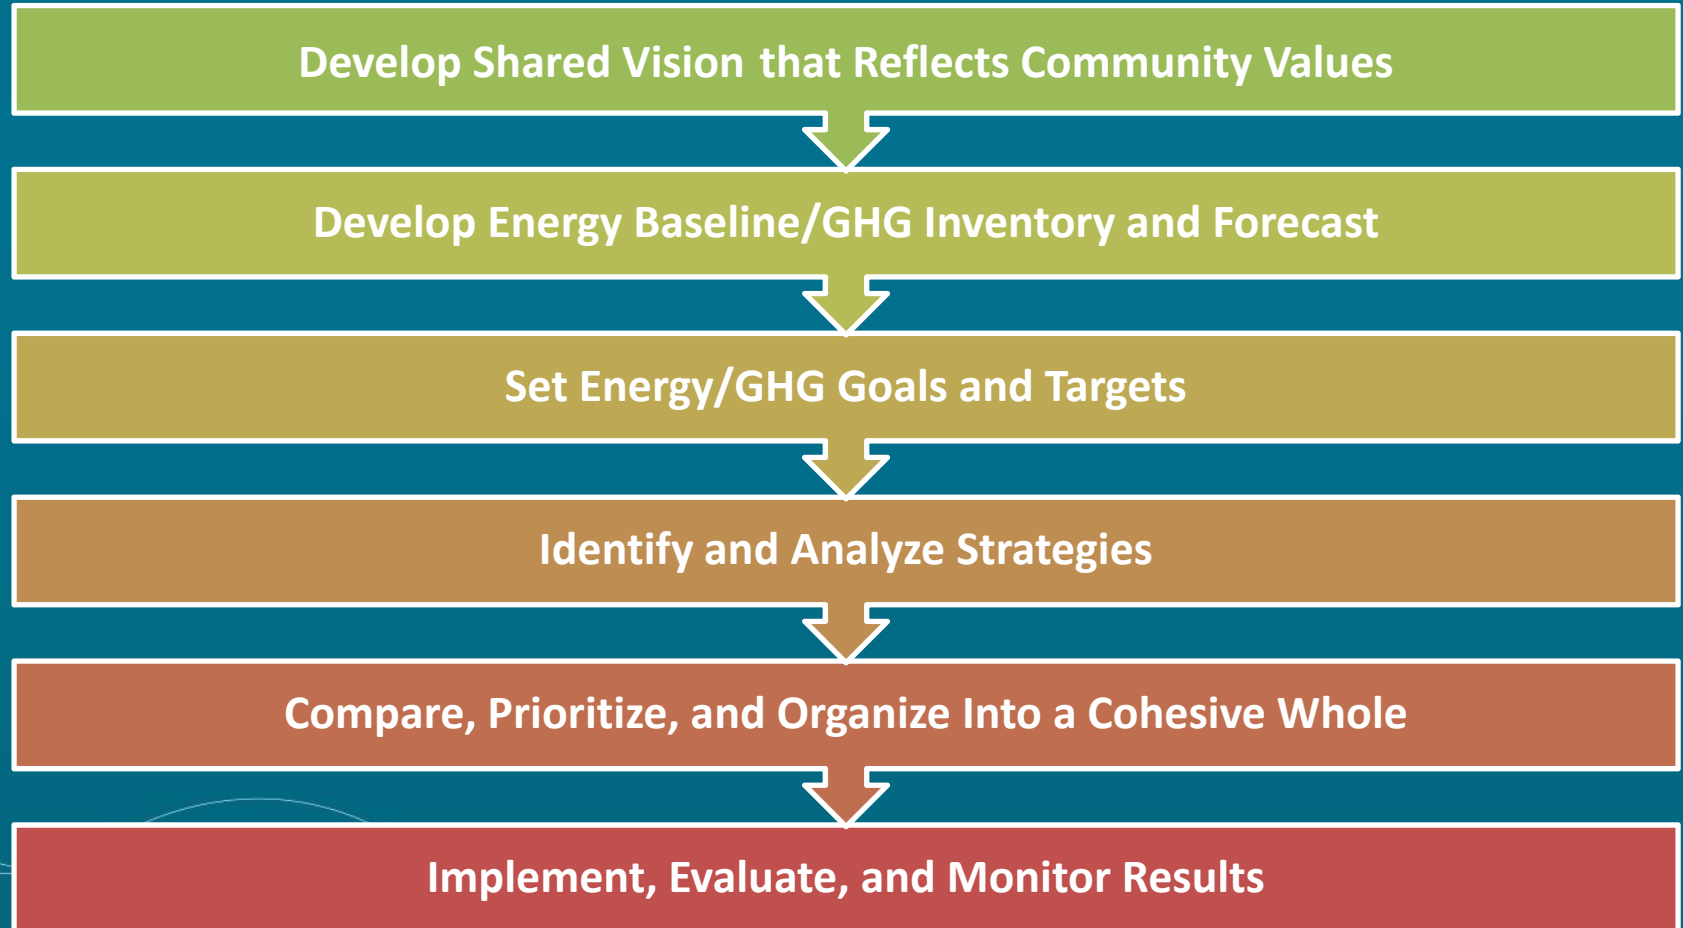 Develop Shared Vision that Reflects Community Values
Develop Energy Baseline/GHG Inventory and Forecast
Set Energy/GHG Goals and Targets
Identify and Analyze Strategies
Compare, Prioritize, and Organize Into a Cohesive Whole
Implement, Evaluate, and Monitor Results